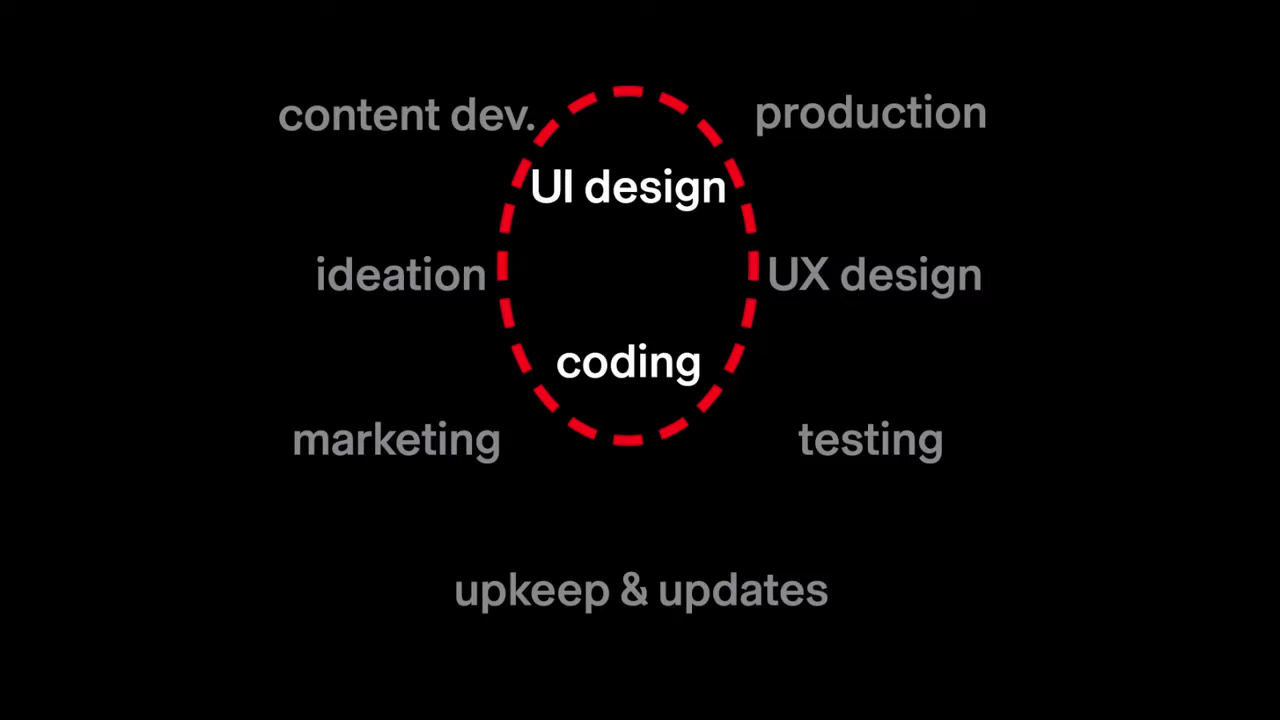 content dev.
production
UI design
ideation
UX design
coding
marketing
testing
upkeep & updates